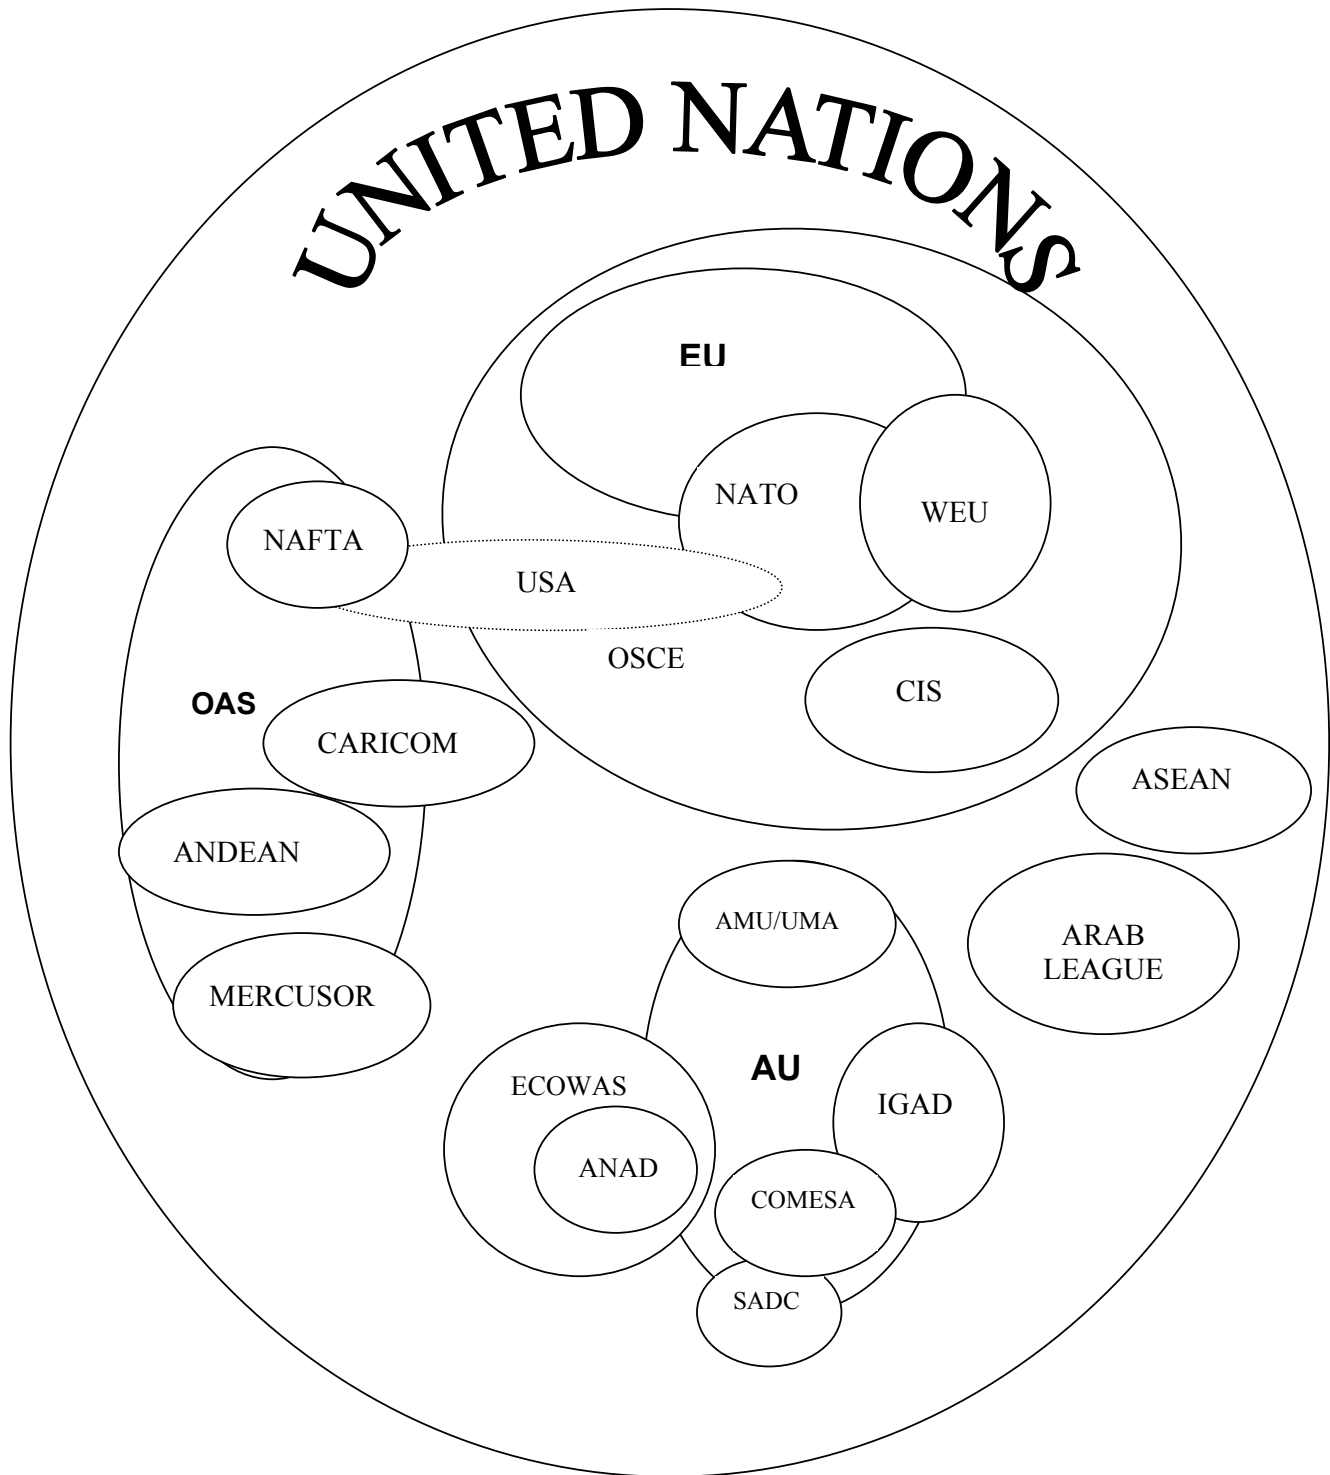 UNITED NATIONS
EU
NATO
WEU
NAFTA
USA
OSCE
CIS
OAS
CARICOM
ASEAN
ANDEAN
AMU/UMA
ARAB
LEAGUE
MERCUSOR
AU
ECOWAS
IGAD
ANAD
COMESA
SADC